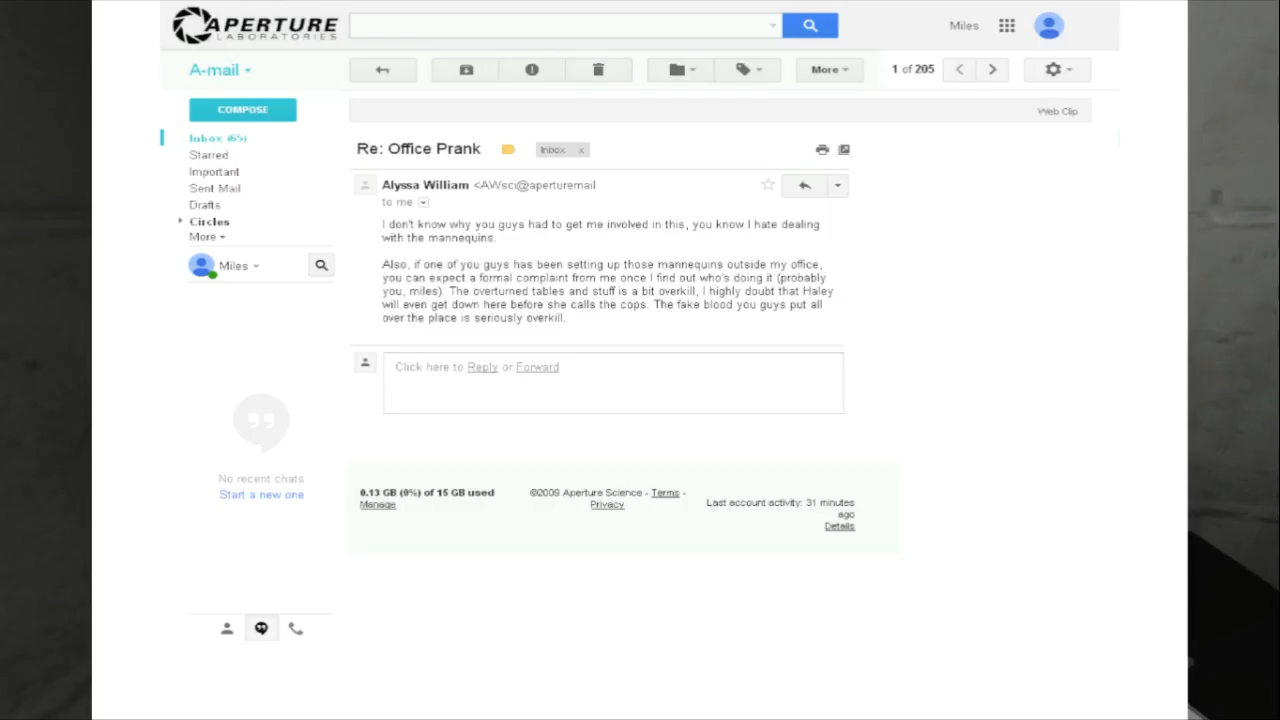 APERTURE
LABORATORIES
Miles
A-mail
More
1 of 205
COMPOSE
Web Clip
Inbox (65)
Starred
Important
Sent Mail
Drafts
Circles
More
Miles
Re: Office Prank
Inbox x
Alyssa William <AWsci@aperturemail
to me
I don't know why you guys had to get me involved in this, you know I hate dealing
with the mannequins.
Also, if one of you guys has been setting up those mannequins outside my office,
you can expect a formal complaint from me once I find out who's doing it (probably
you, miles). The overturned tables and stuff is a bit overkill, I highly doubt that Haley
will even get down here before she calls the cops. The fake blood you guys put all
over the place is seriously overkill.
Click here to Reply or Forward
No recent chats
Start a new one
0.13 GB (0%) of 15 GB used
Manage
©2009 Aperture Science - Terms -
Privacy
Last account activity: 31 minutes
ago
Details